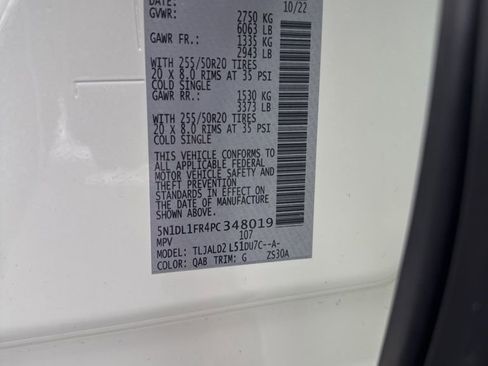 DATE: 10/22
GVWR: 2750 KG
6063 LB
GAWR FR.: 1335 KG
2943 LB
WITH 255/50R20 TIRES
20 X 8.0 RIMS AT 35 PSI
COLD SINGLE
GAWR RR.: 1530 KG
3373 LB
WITH 255/50R20 TIRES
20 X 8.0 RIMS AT 35 PSI
COLD SINGLE
THIS VEHICLE CONFORMS TO
ALL APPLICABLE FEDERAL
MOTOR VEHICLE SAFETY AND
THEFT PREVENTION
STANDARDS IN EFFECT ON
THE DATE OF MANUFACTURE
SHOWN ABOVE.
5N1DL1FR4PC348019
MPV 107
MODEL: TLJALD2 L51DU7C--A-
COLOR: QAB TRIM: G ZS30A